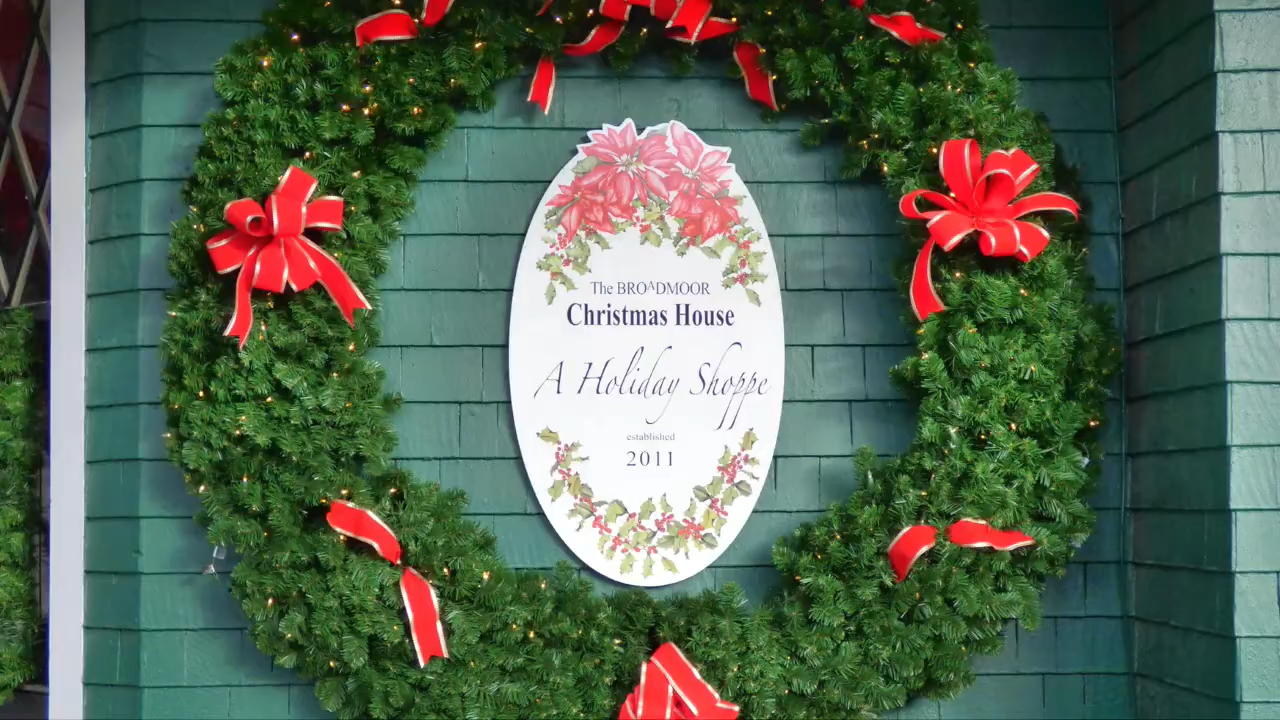 The BROADMOOR
Christmas House
A Holiday Shoppe
established
2011